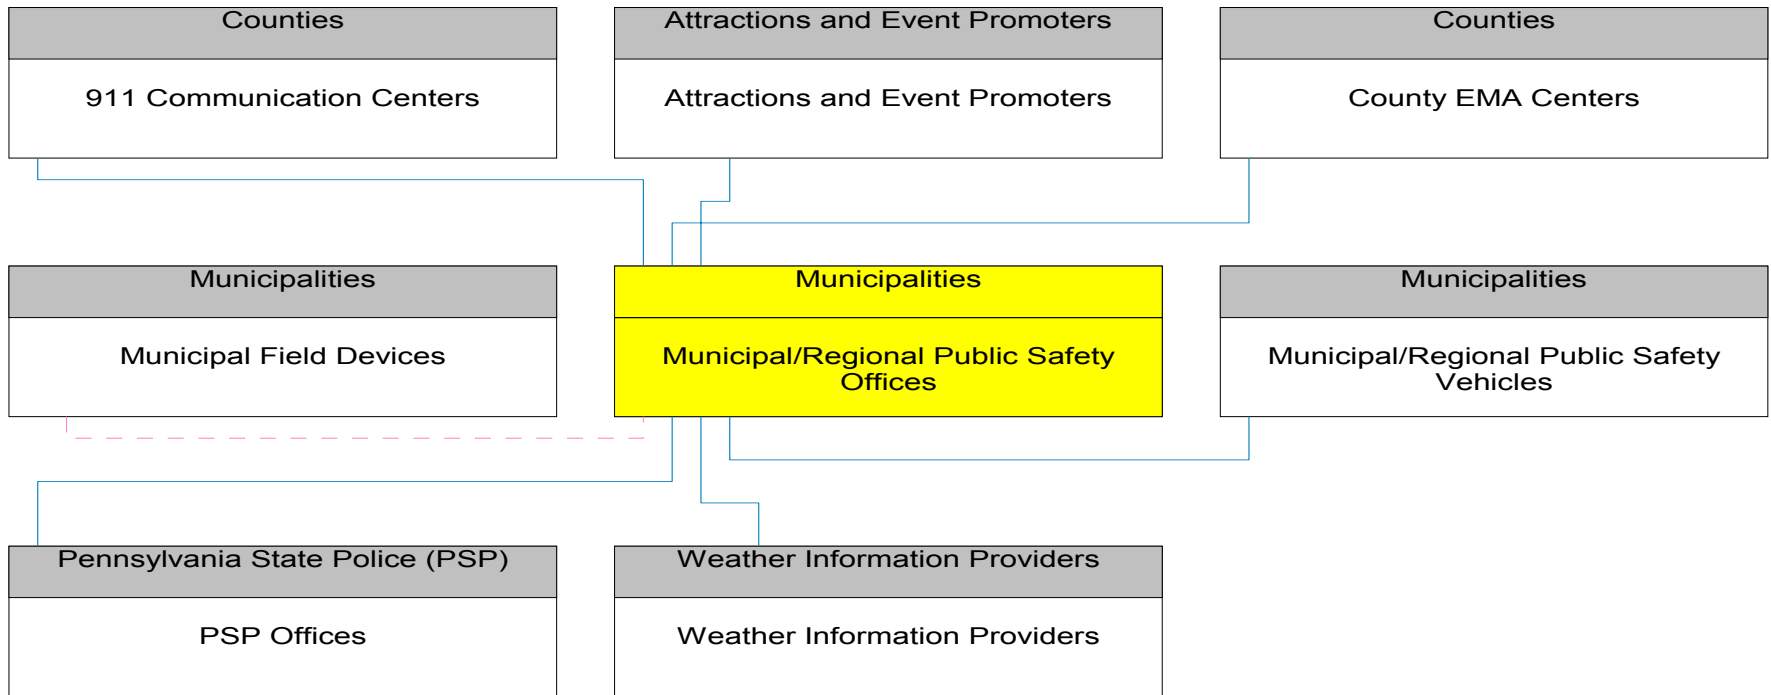 Counties
911 Communication Centers
Attractions and Event Promoters
Attractions and Event Promoters
Counties
County EMA Centers
Municipalities
Municipal Field Devices
Municipalities
Municipal/Regional Public Safety
Offices
Municipalities
Municipal/Regional Public Safety
Vehicles
Pennsylvania State Police (PSP)
PSP Offices
Weather Information Providers
Weather Information Providers